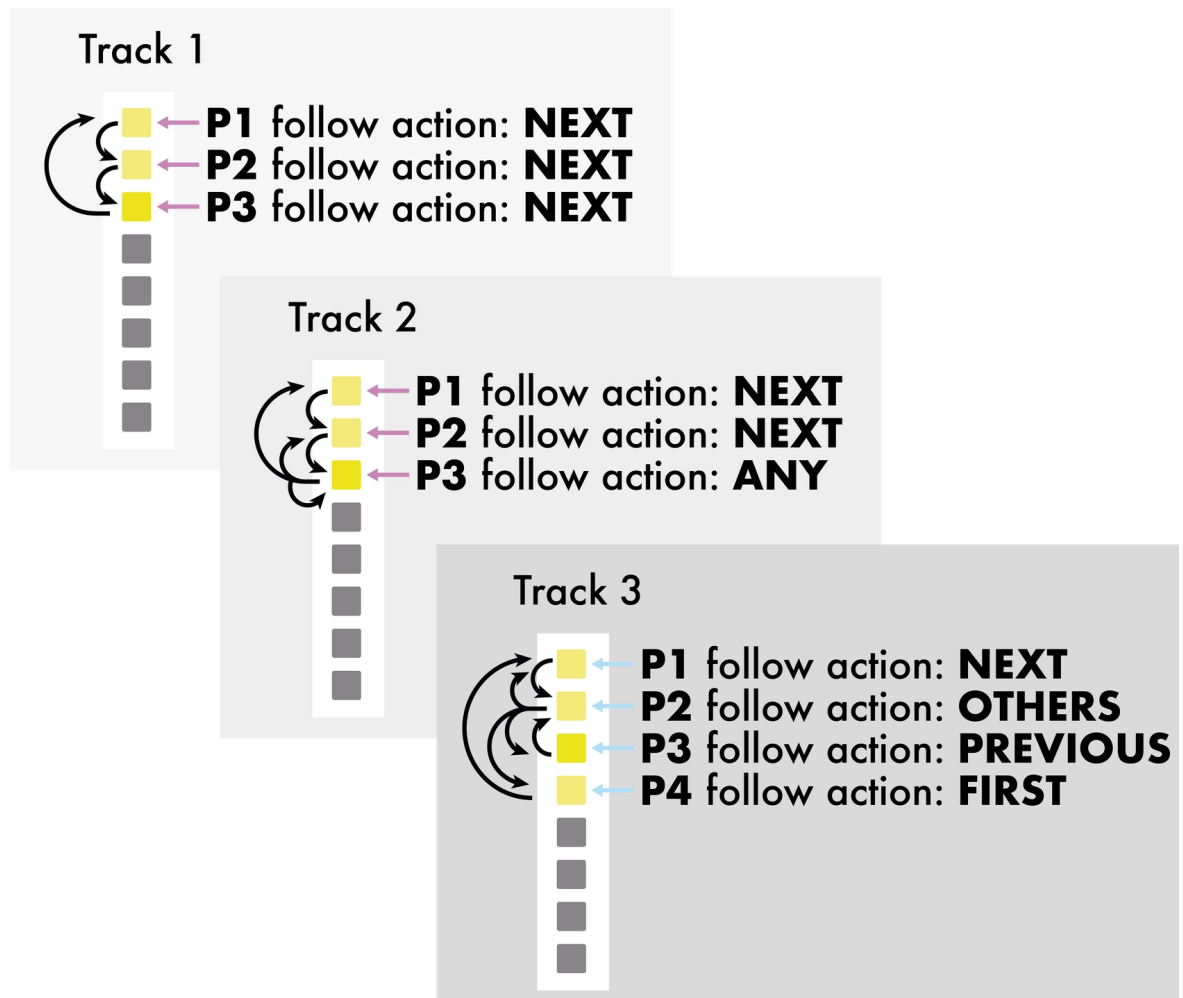 Track 1
P1 follow action: NEXT
P2 follow action: NEXT
P3 follow action: NEXT
Track 2
P1 follow action: NEXT
P2 follow action: NEXT
P3 follow action: ANY
Track 3
P1 follow action: NEXT
P2 follow action: OTHERS
P3 follow action: PREVIOUS
P4 follow action: FIRST